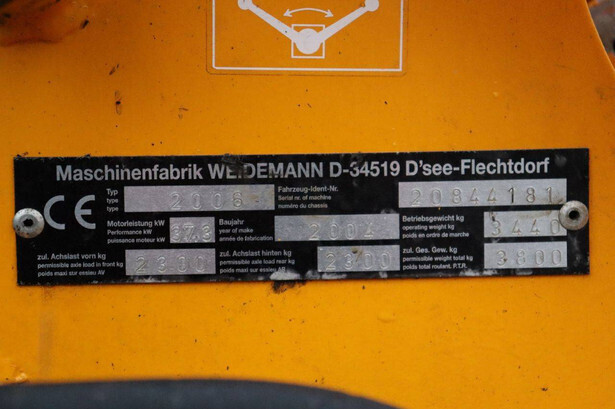 Maschinenfabrik WEIDEMANN D-34519 D'see-Flechtdorf
CE
Typ
type
type
2006
Fahrzeug-Ident-Nr.
Serial nr. of machine
numéro du chassis
20844181
Motorleistung kW
Performance kW
puissance moteur kW
37,3
Baujahr
year of make
année de fabrication
2004
Betriebsgewicht kg
operating weight kg
poids en ordre de marche
3440
zul. Achslast vorn kg
permissible axle load in front kg
poids maxi sur essieu AV
2300
zul. Achslast hinten kg
permissible axle load rear kg
poids maxi sur essieu AR
zul. Ges. Gew. kg
permissible weight total kg
poids total roulant. P.T.R.
3800